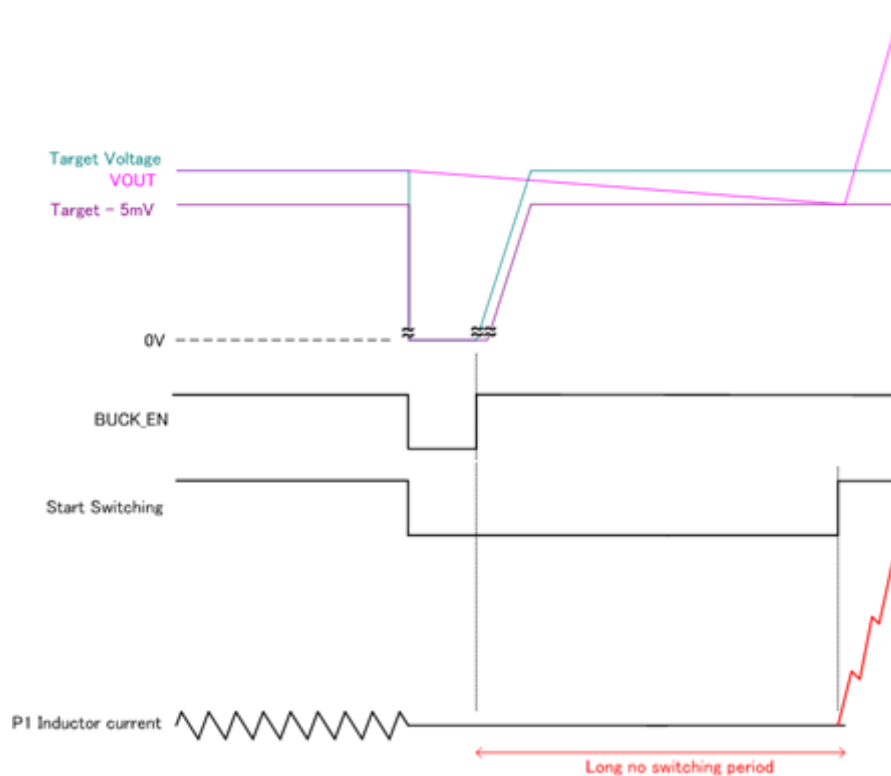 Target Voltage
VOUT
Target - 5mV
0V
BUCK_EN
Start Switching
P1 Inductor current
Long no switching period